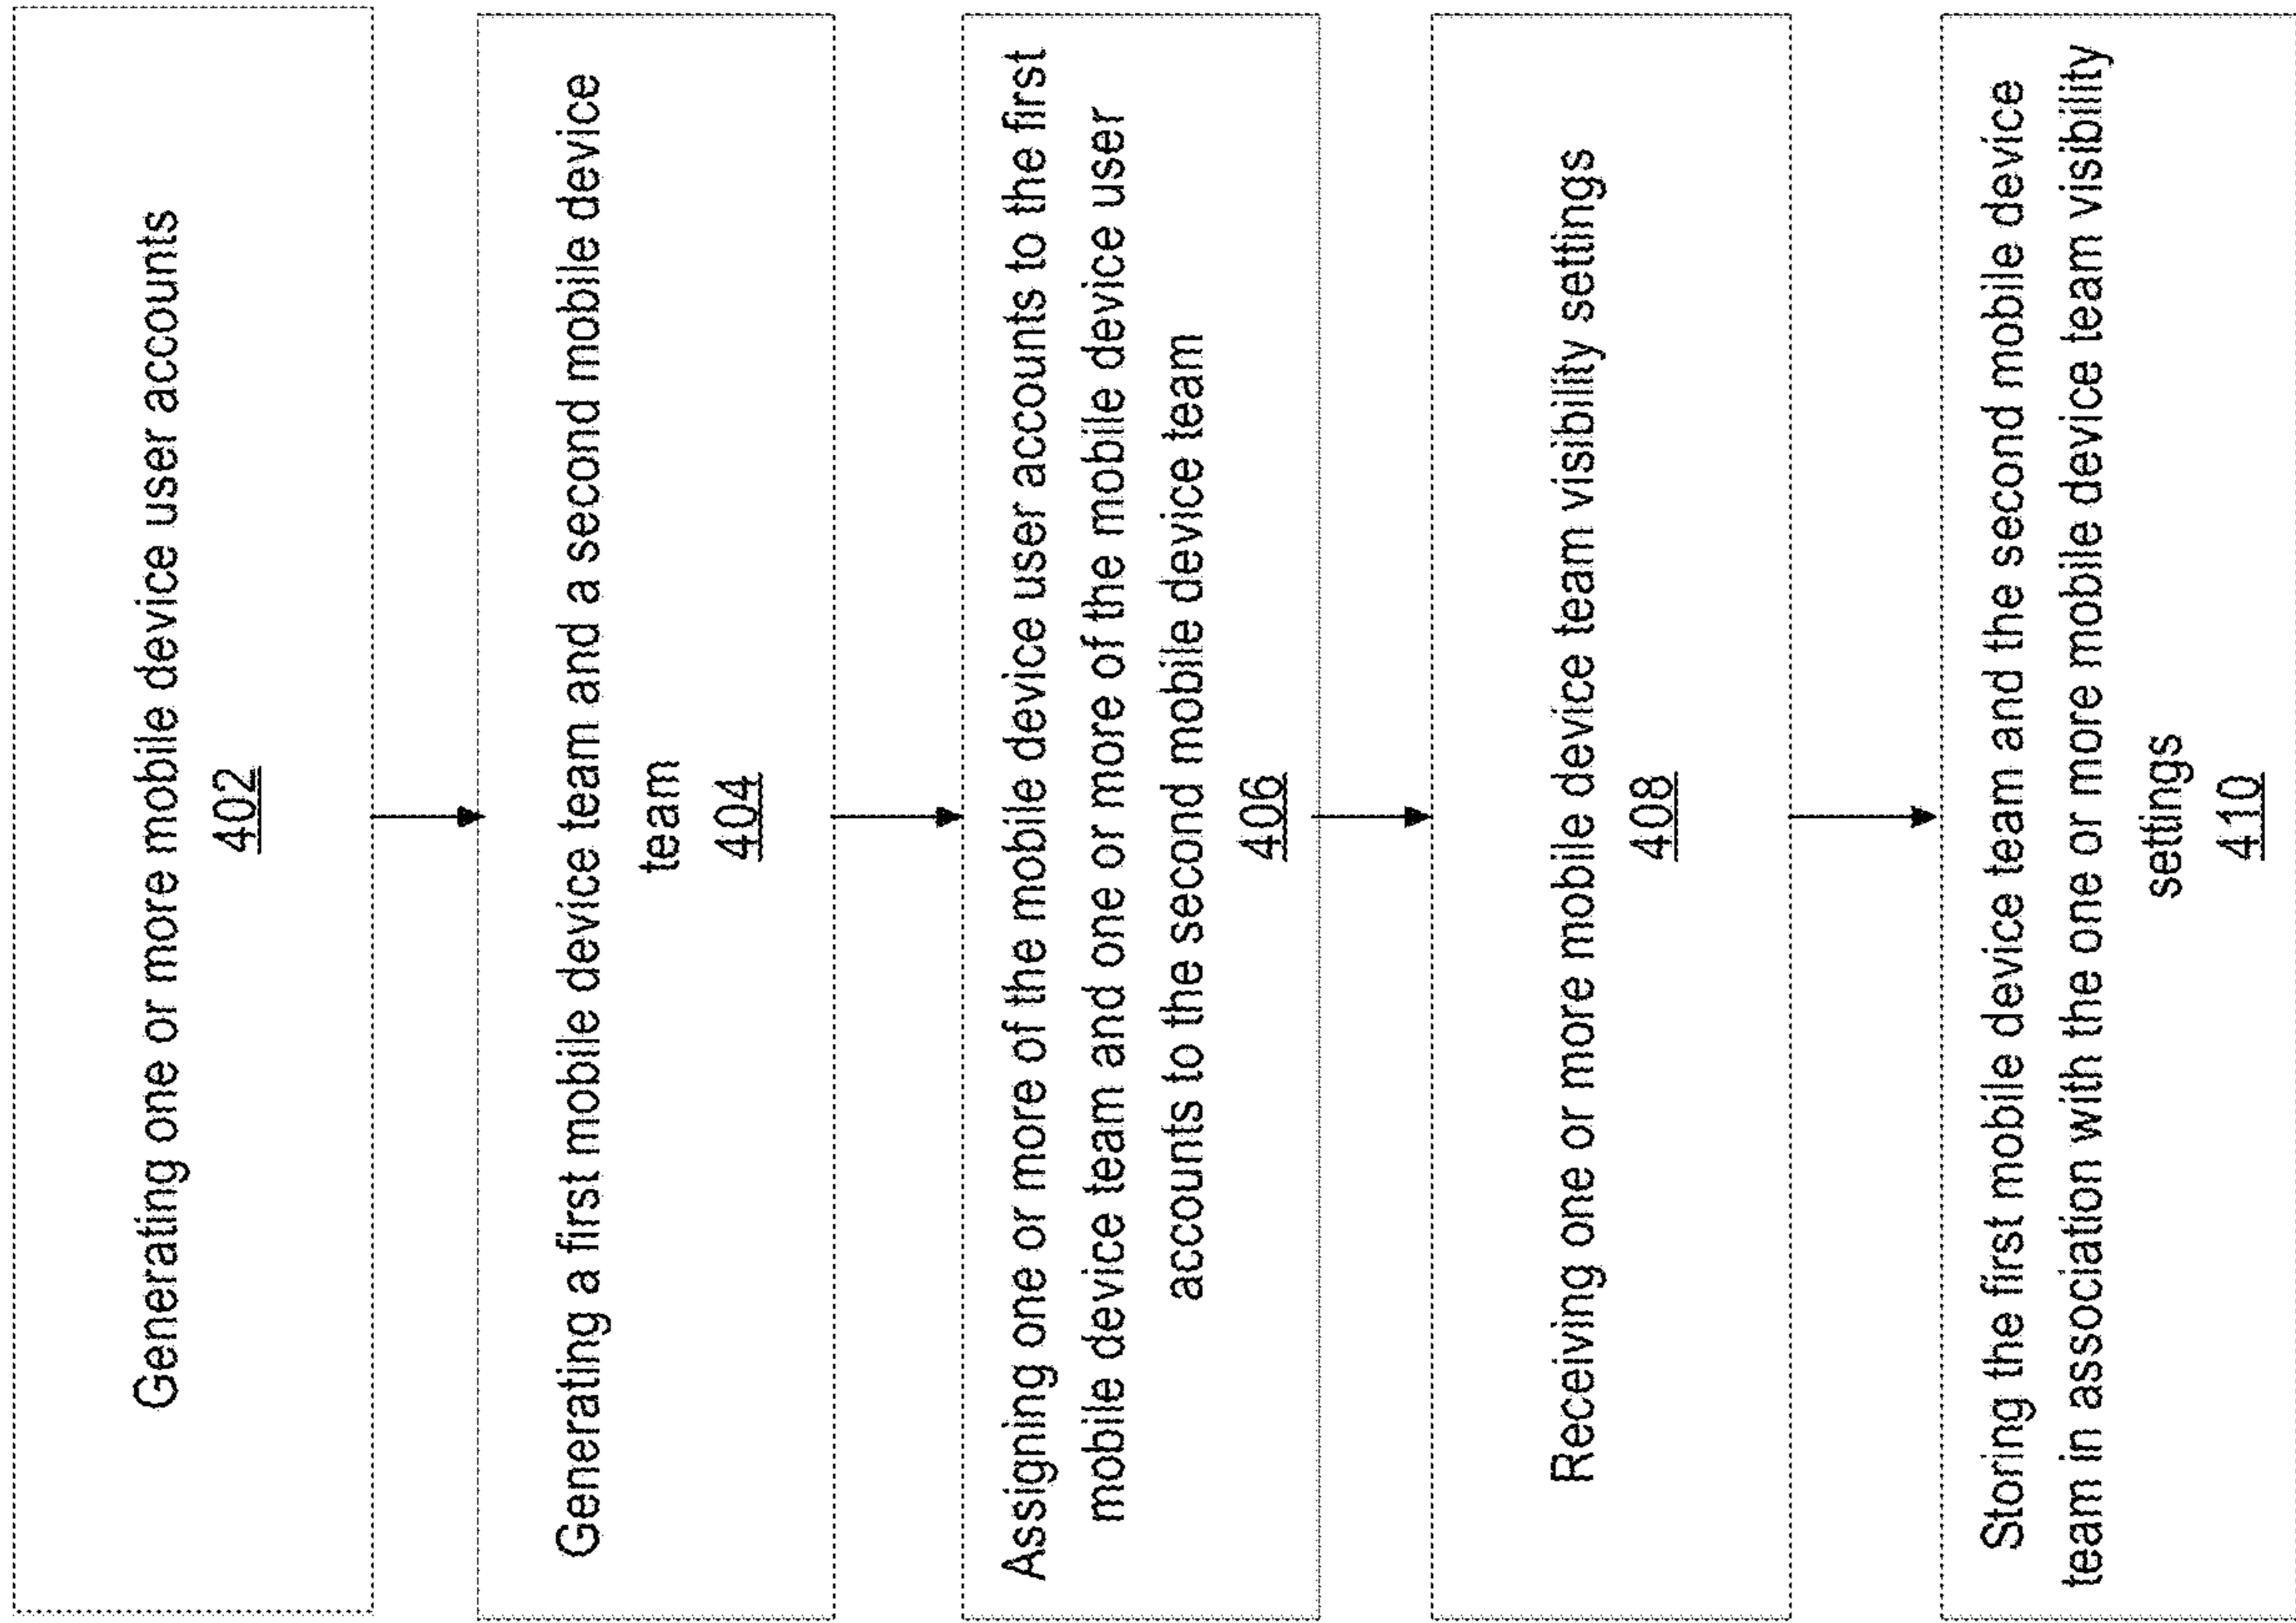 Generating one or more mobile device user accounts
402
Generating a first mobile device team and a second mobile device
team
404
Assigning one or more of the mobile device user accounts to the first
mobile device team and one or more of the mobile device user
accounts to the second mobile device team
406
Receiving one or more mobile device team visibility settings
408
Storing the first mobile device team and the second mobile device
team in association with the one or more mobile device team visibility
settings
410